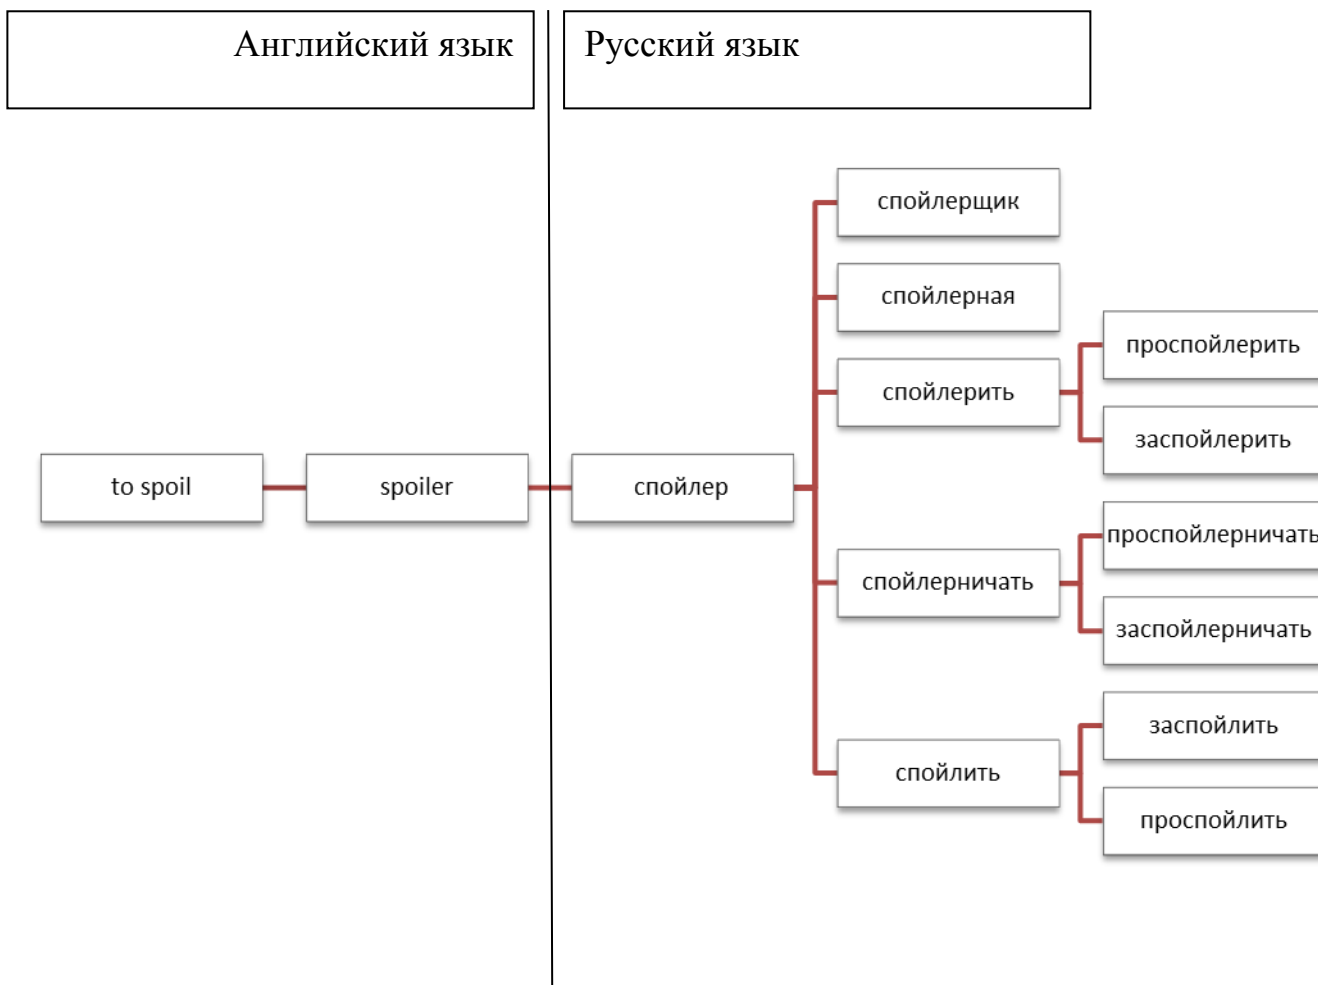 Английский язык
Русский язык
to spoil
spoiler
спойлер
спойлерщик
спойлерная
спойлерить
проспойлерить
заспойлерить
спойлерничать
проспойлерничать
заспойлерничать
спойлить
заспойлить
проспойлить